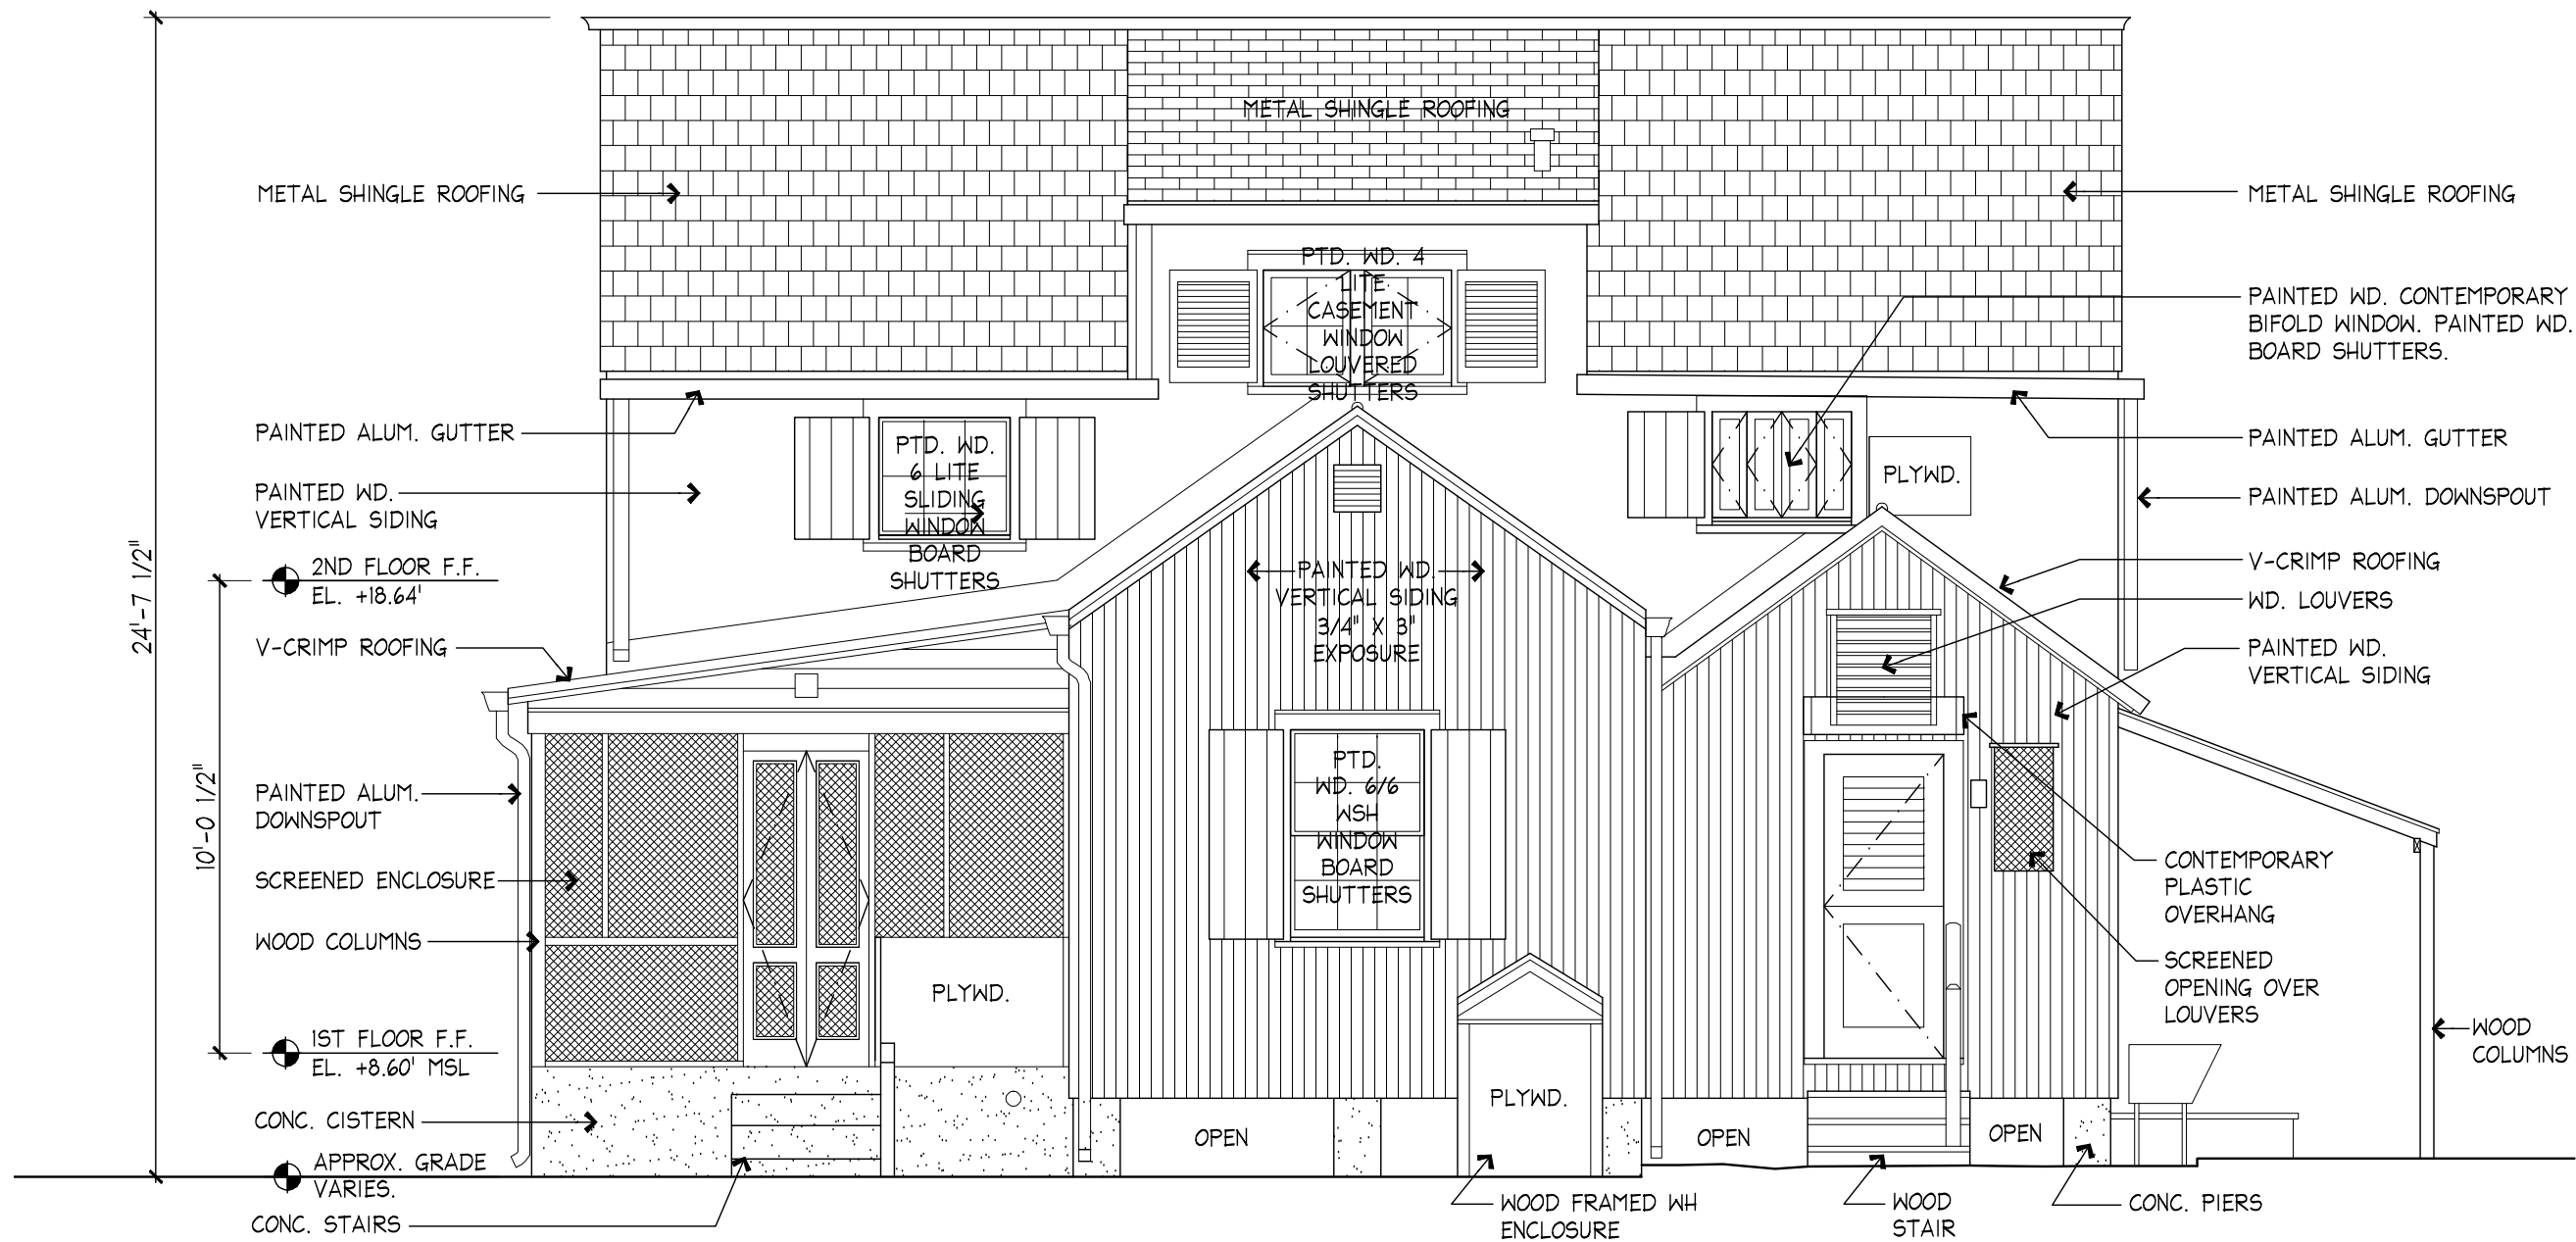 METAL SHINGLE ROOFING
METAL SHINGLE ROOFING
METAL SHINGLE ROOFING
PTD. WD. 4
LITE
CASEMENT
WINDOW
LOUVERED
SHUTTERS
PAINTED WD. CONTEMPORARY
BIFOLD WINDOW. PAINTED WD.
BOARD SHUTTERS.
PAINTED ALUM. GUTTER
PTD. WD.
6 LITE
SLIDING
WINDOW
BOARD
SHUTTERS
PLYWD.
PAINTED ALUM. GUTTER
PAINTED WD.
VERTICAL SIDING
PAINTED ALUM. DOWNSPOUT
24'-7 1/2"
2ND FLOOR F.F.
EL. +18.64'
PAINTED WD.
VERTICAL SIDING
3/4" X 3"
EXPOSURE
V-CRIMP ROOFING
WD. LOUVERS
V-CRIMP ROOFING
PAINTED WD.
VERTICAL SIDING
10'-0 1/2"
PAINTED ALUM.
DOWNSPOUT
PTD.
WD. 6/6
WSH
WINDOW
BOARD
SHUTTERS
CONTEMPORARY
PLASTIC
OVERHANG
SCREENED ENCLOSURE
WOOD COLUMNS
PLYWD.
SCREENED
OPENING OVER
LOUVERS
1ST FLOOR F.F.
EL. +8.60' MSL
WOOD
COLUMNS
CONC. CISTERN
PLYWD.
OPEN
OPEN
OPEN
APPROX. GRADE
VARIES.
CONC. STAIRS
WOOD FRAMED WH
ENCLOSURE
WOOD
STAIR
CONC. PIERS